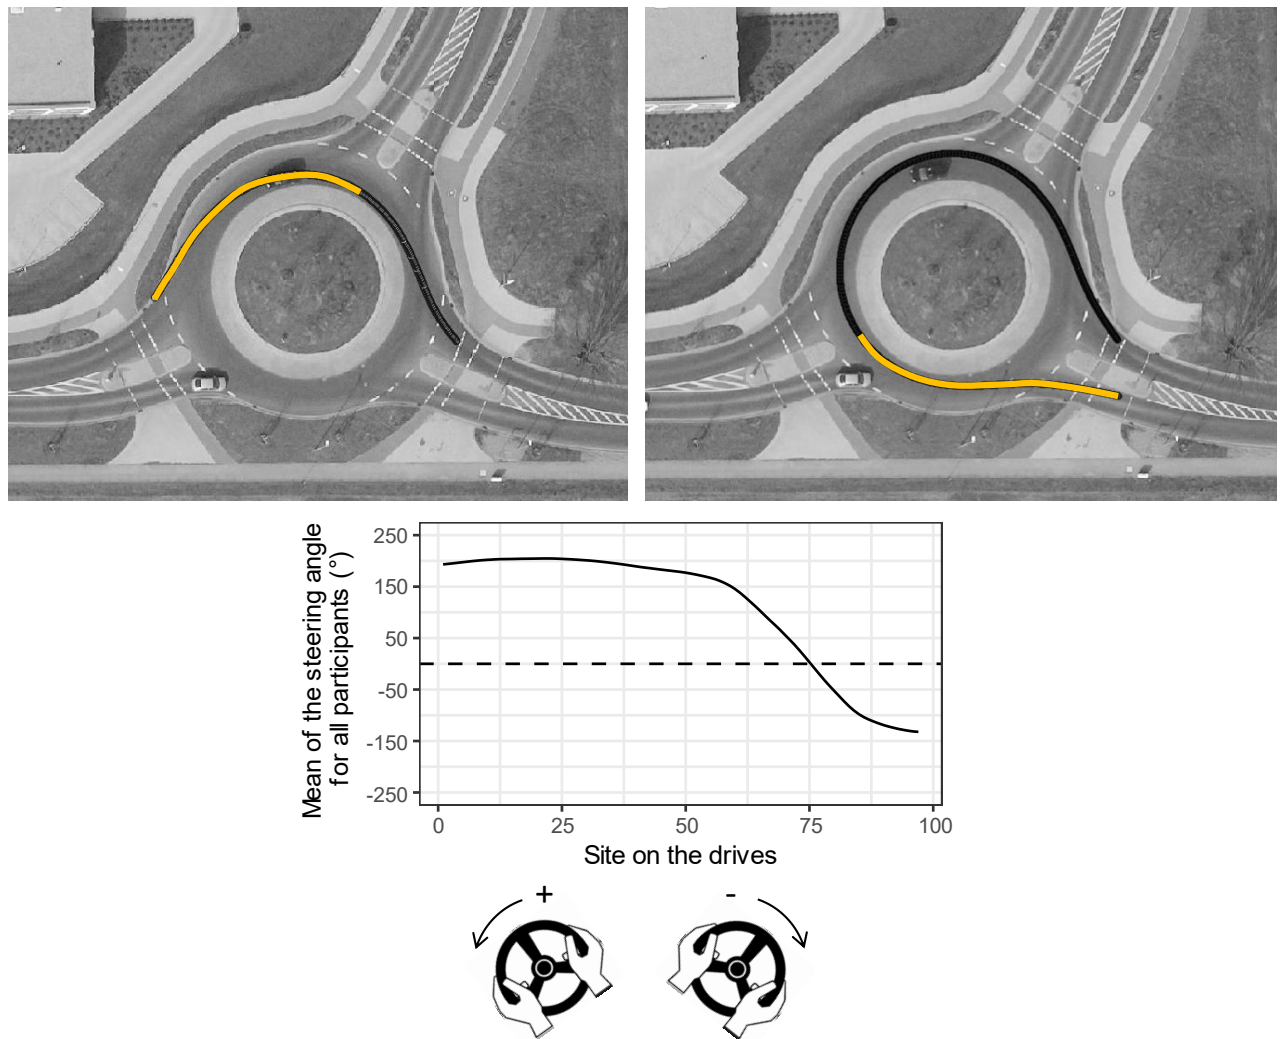 250
150
50
-50
-150
-250
Mean of the steering angle
for all participants (°)
0 25 50 75 100
Site on the drives
+ -